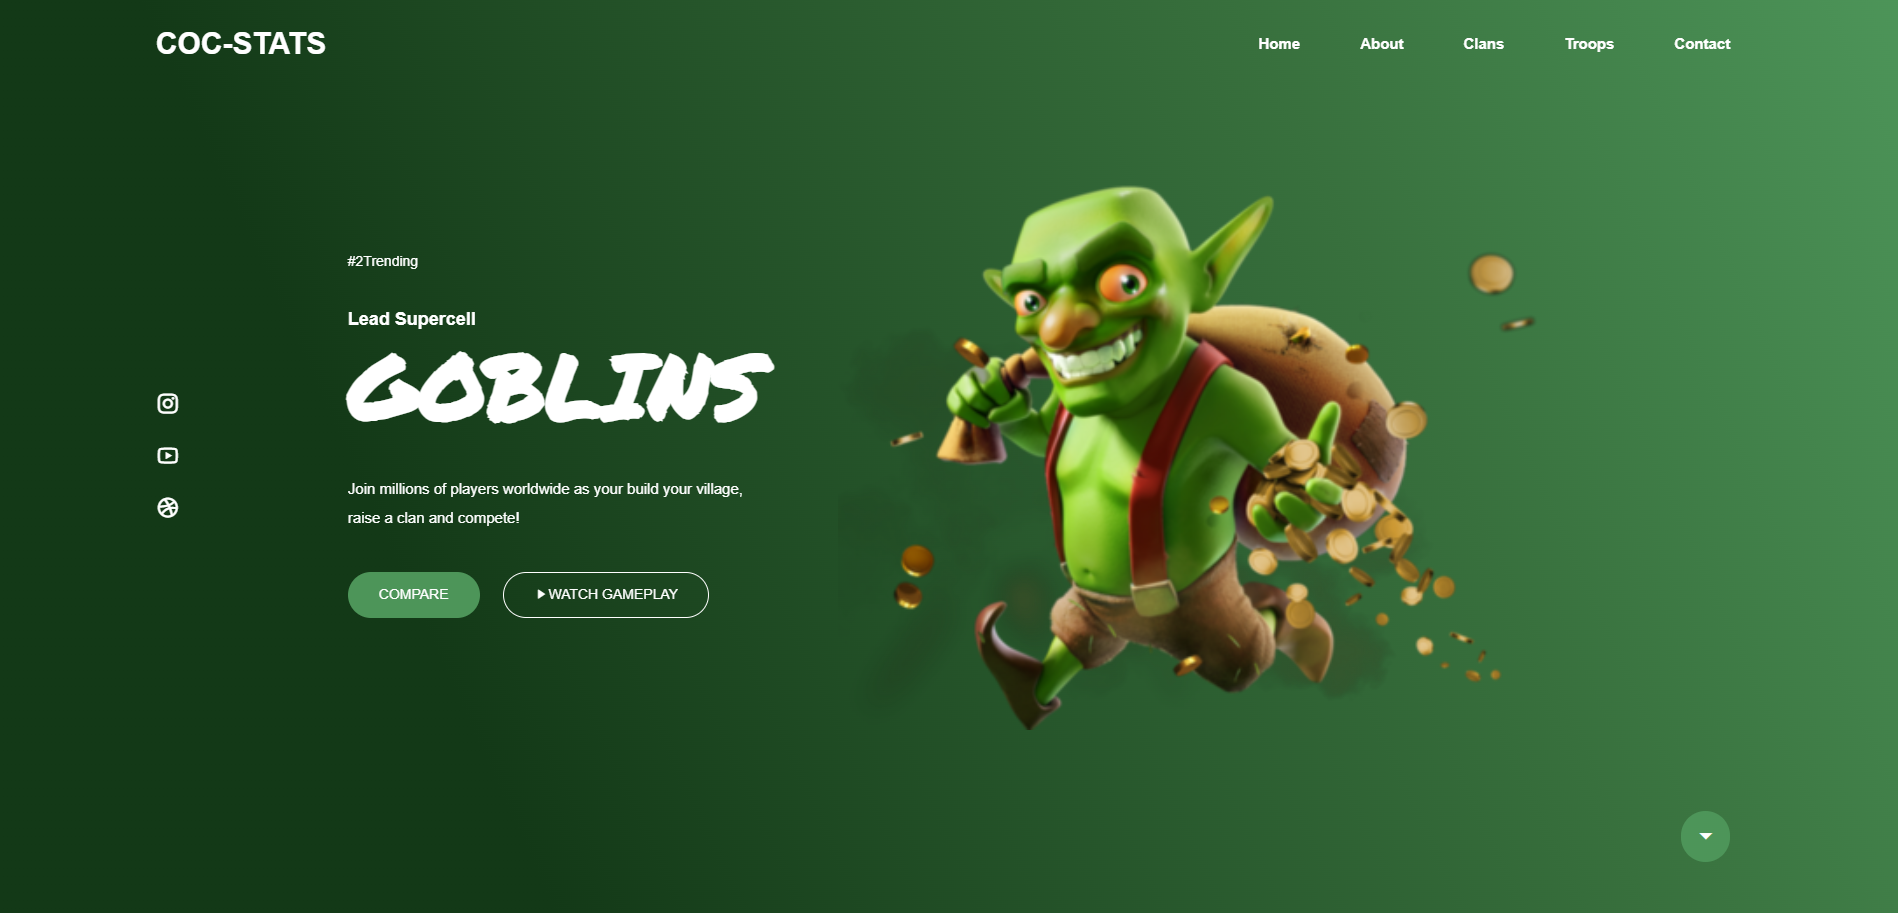 COC-STATS
Home About Clans Troops Contact
#2Trending
Lead Supercell
GOBLINS
Join millions of players worldwide as your build your village,
raise a clan and compete!
COMPARE
WATCH GAMEPLAY